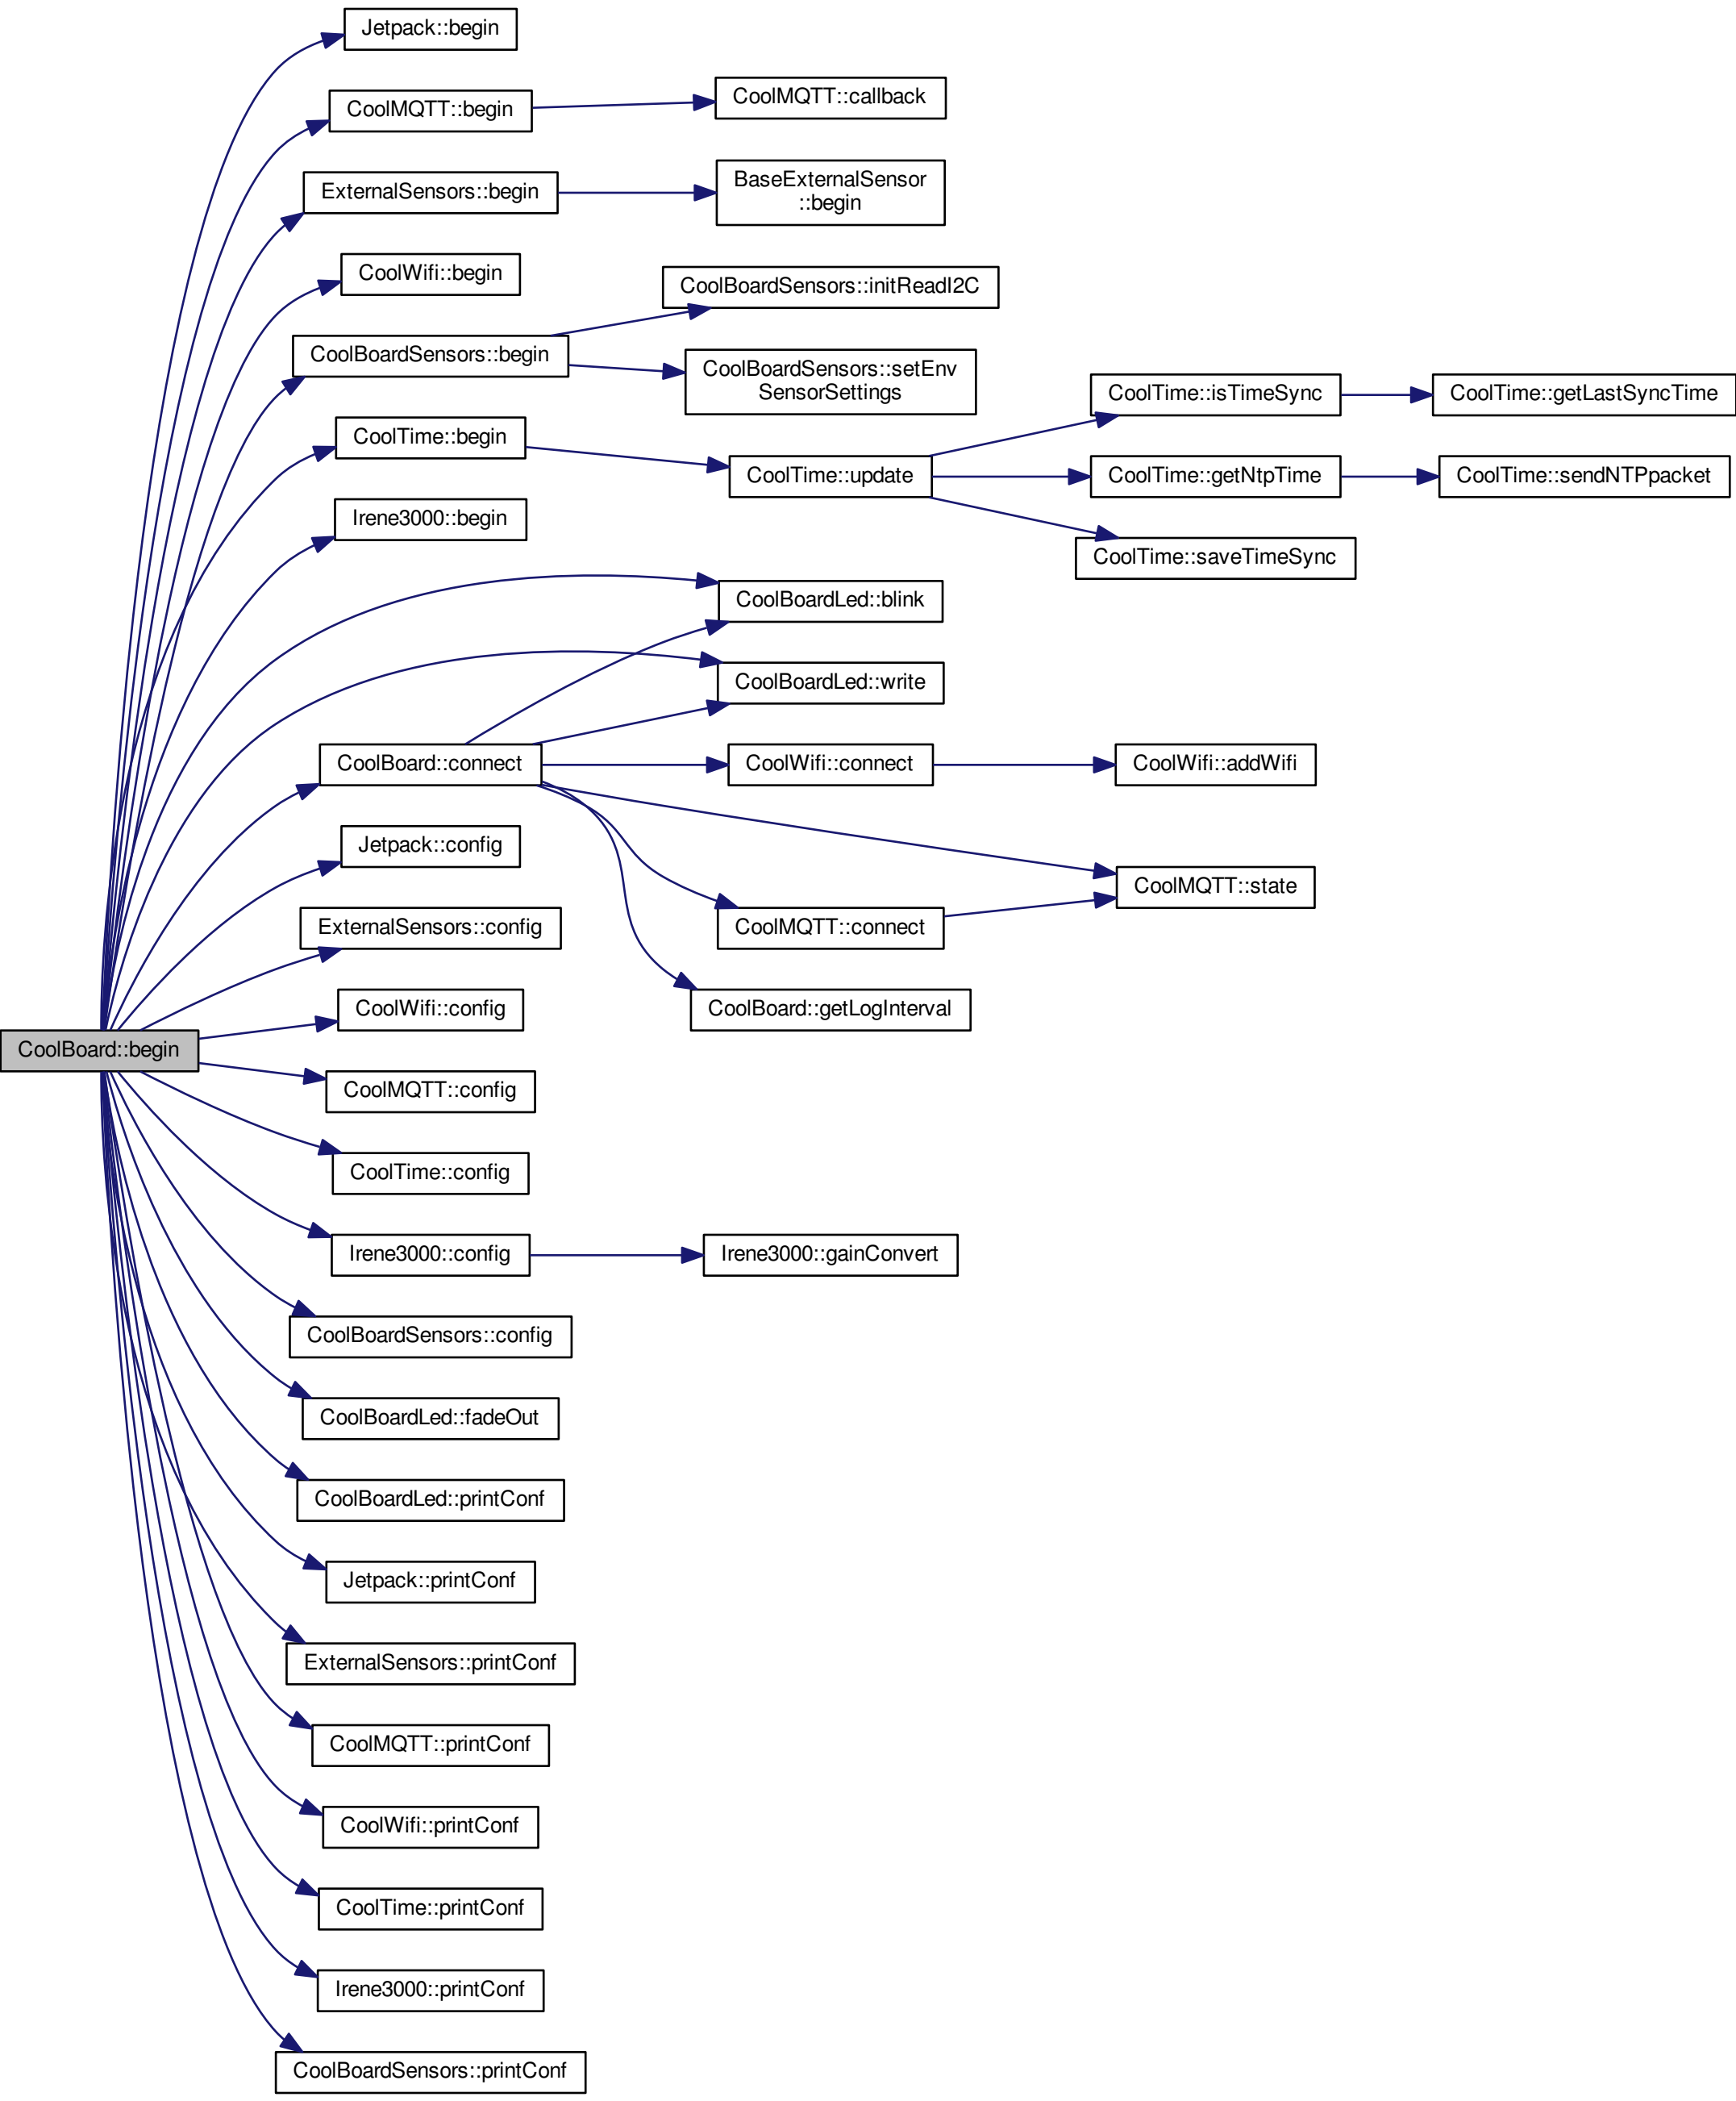 Jetpack::begin
CoolMQTT::begin
CoolMQTT::callback
ExternalSensors::begin
BaseExternalSensor
::begin
CoolWifi::begin
CoolBoardSensors::initReadI2C
CoolBoardSensors::begin
CoolBoardSensors::setEnv
SensorSettings
CoolTime::isTimeSync
CoolTime::getLastSyncTime
CoolTime::begin
CoolTime::update
CoolTime::getNtpTime
CoolTime::sendNTPpacket
Irene3000::begin
CoolTime::saveTimeSync
CoolBoardLed::blink
CoolBoardLed::write
CoolBoard::connect
CoolWifi::connect
CoolWifi::addWifi
Jetpack::config
CoolMQTT::state
ExternalSensors::config
CoolMQTT::connect
CoolWifi::config
CoolBoard::getLogInterval
CoolBoard::begin
CoolMQTT::config
CoolTime::config
Irene3000::config
Irene3000::gainConvert
CoolBoardSensors::config
CoolBoardLed::fadeOut
CoolBoardLed::printConf
Jetpack::printConf
ExternalSensors::printConf
CoolMQTT::printConf
CoolWifi::printConf
CoolTime::printConf
Irene3000::printConf
CoolBoardSensors::printConf